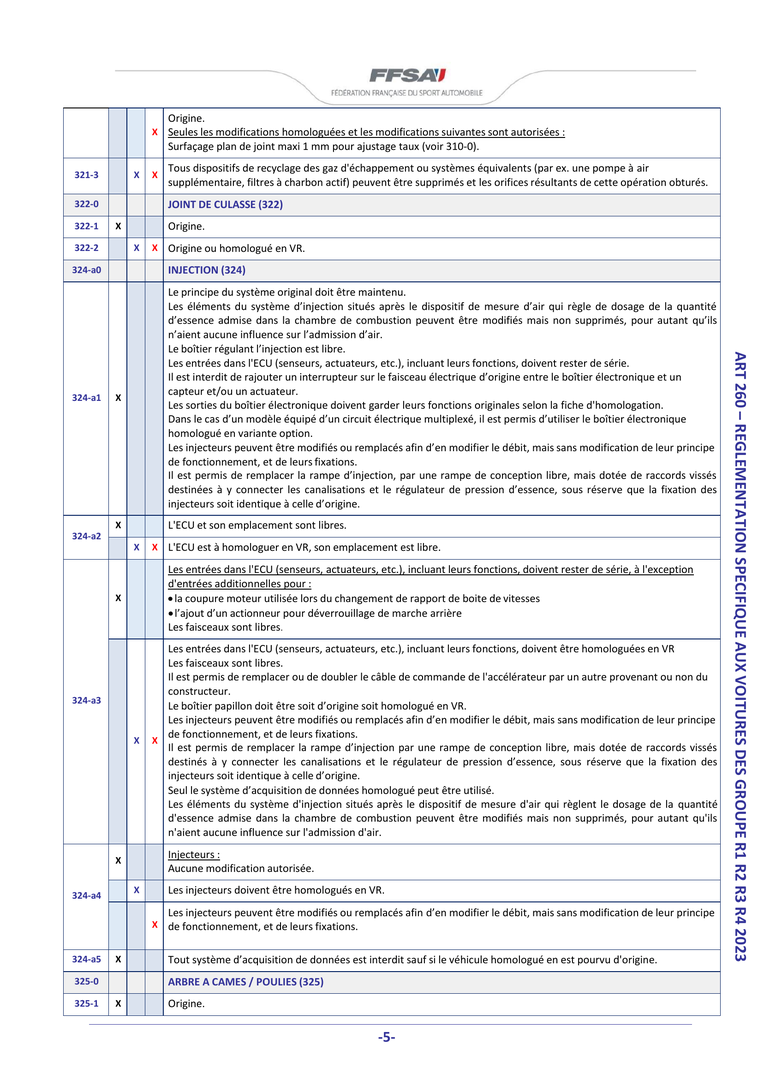 FFSA
FÉDÉRATION FRANÇAISE DU SPORT AUTOMOBILE
Origine.
X Seules les modifications homologuées et les modifications suivantes sont autorisées :
Surfaçage plan de joint maxi 1 mm pour ajustage taux (voir 310-0).
321-3 X X Tous dispositifs de recyclage des gaz d'échappement ou systèmes équivalents (par ex. une pompe à air
supplémentaire, filtres à charbon actif) peuvent être supprimés et les orifices résultants de cette opération obturés.
322-0 JOINT DE CULASSE (322)
322-1 X Origine.
322-2 X X Origine ou homologué en VR.
324-a0 INJECTION (324)
324-a1 X Le principe du système original doit être maintenu.
Les éléments du système d’injection situés après le dispositif de mesure d’air qui règle de dosage de la quantité
d’essence admise dans la chambre de combustion peuvent être modifiés mais non supprimés, pour autant qu’ils
n’aient aucune influence sur l’admission d’air.
Le boîtier régulant l’injection est libre.
Les entrées dans l'ECU (senseurs, actuateurs, etc.), incluant leurs fonctions, doivent rester de série.
Il est interdit de rajouter un interrupteur sur le faisceau électrique d’origine entre le boîtier électronique et un
capteur et/ou un actuateur.
Les sorties du boîtier électronique doivent garder leurs fonctions originales selon la fiche d'homologation.
Dans le cas d’un modèle équipé d’un circuit électrique multiplexé, il est permis d’utiliser le boîtier électronique
homologué en variante option.
Les injecteurs peuvent être modifiés ou remplacés afin d’en modifier le débit, mais sans modification de leur principe
de fonctionnement, et de leurs fixations.
Il est permis de remplacer la rampe d’injection, par une rampe de conception libre, mais dotée de raccords vissés
destinées à y connecter les canalisations et le régulateur de pression d’essence, sous réserve que la fixation des
injecteurs soit identique à celle d’origine.
324-a2 X L'ECU et son emplacement sont libres.
X X L'ECU est à homologuer en VR, son emplacement est libre.
324-a3 X Les entrées dans l'ECU (senseurs, actuateurs, etc.), incluant leurs fonctions, doivent rester de série, à l'exception
d'entrées additionnelles pour :
•la coupure moteur utilisée lors du changement de rapport de boite de vitesses
•l’ajout d’un actionneur pour déverrouillage de marche arrière
Les faisceaux sont libres.
X X Les entrées dans l'ECU (senseurs, actuateurs, etc.), incluant leurs fonctions, doivent être homologuées en VR
Les faisceaux sont libres.
Il est permis de remplacer ou de doubler le câble de commande de l'accélérateur par un autre provenant ou non du
constructeur.
Le boîtier papillon doit être soit d’origine soit homologué en VR.
Les injecteurs peuvent être modifiés ou remplacés afin d’en modifier le débit, mais sans modification de leur principe
de fonctionnement, et de leurs fixations.
Il est permis de remplacer la rampe d’injection par une rampe de conception libre, mais dotée de raccords vissés
destinés à y connecter les canalisations et le régulateur de pression d’essence, sous réserve que la fixation des
injecteurs soit identique à celle d’origine.
Seul le système d’acquisition de données homologué peut être utilisé.
Les éléments du système d'injection situés après le dispositif de mesure d'air qui règlent le dosage de la quantité
d'essence admise dans la chambre de combustion peuvent être modifiés mais non supprimés, pour autant qu'ils
n'aient aucune influence sur l'admission d'air.
324-a4 X Injecteurs :
Aucune modification autorisée.
X Les injecteurs doivent être homologués en VR.
X Les injecteurs peuvent être modifiés ou remplacés afin d’en modifier le débit, mais sans modification de leur principe
de fonctionnement, et de leurs fixations.
324-a5 X Tout système d’acquisition de données est interdit sauf si le véhicule homologué en est pourvu d'origine.
325-0 ARBRE A CAMES / POULIES (325)
325-1 X Origine.
ART 260 – REGLEMENTATION SPECIFIQUE AUX VOITURES DES GROUPE R1 R2 R3 R4 2023
-5-